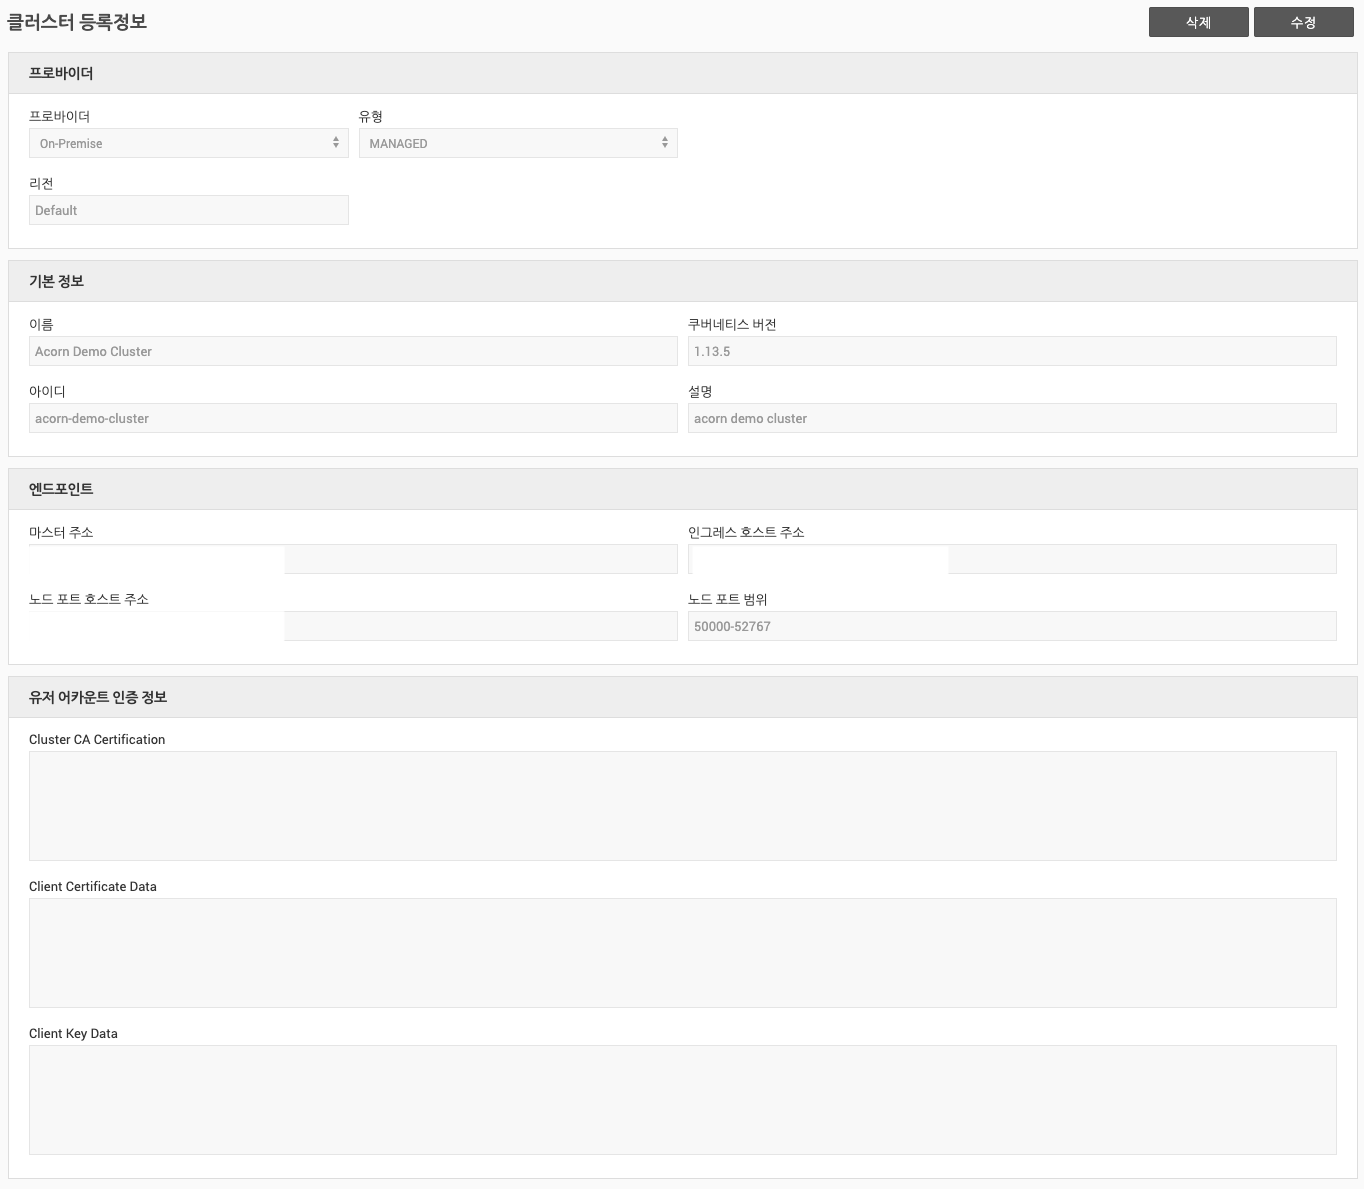 클러스터 등록정보
삭제 수정
프로바이더
프로바이더 유형
On-Premise MANAGED
리전
Default
기본 정보
이름 쿠버네티스 버전
Acorn Demo Cluster 1.13.5
아이디 설명
acorn-demo-cluster acorn demo cluster
엔드포인트
마스터 주소 인그레스 호스트 주소
노드 포트 호스트 주소 노드 포트 범위
50000-52767
유저 어카운트 인증 정보
Cluster CA Certification
Client Certificate Data
Client Key Data